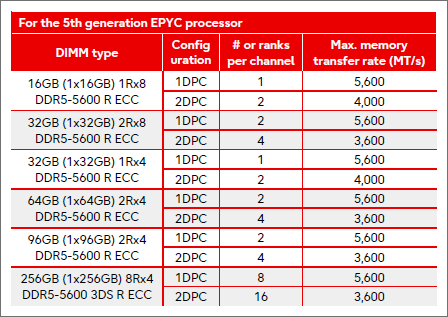 For the 5th generation EPYC processor
DIMM type Config uration # or ranks per channel Max. memory transfer rate (MT/s)
16GB (1x16GB) 1Rx8 DDR5-5600 R ECC 1DPC 1 5,600
2DPC 2 4,000
32GB (1x32GB) 2Rx8 DDR5-5600 R ECC 1DPC 2 5,600
2DPC 4 3,600
32GB (1x32GB) 1Rx4 DDR5-5600 R ECC 1DPC 1 5,600
2DPC 2 4,000
64GB (1x64GB) 2Rx4 DDR5-5600 R ECC 1DPC 2 5,600
2DPC 4 3,600
96GB (1x96GB) 2Rx4 DDR5-5600 R ECC 1DPC 2 5,600
2DPC 4 3,600
256GB (1x256GB) 8Rx4 DDR5-5600 3DS R ECC 1DPC 8 5,600
2DPC 16 3,600